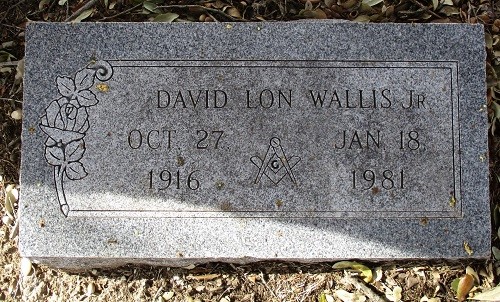 DAVID LON WALLIS JR
OCT 27 JAN 18
G
1916 1981